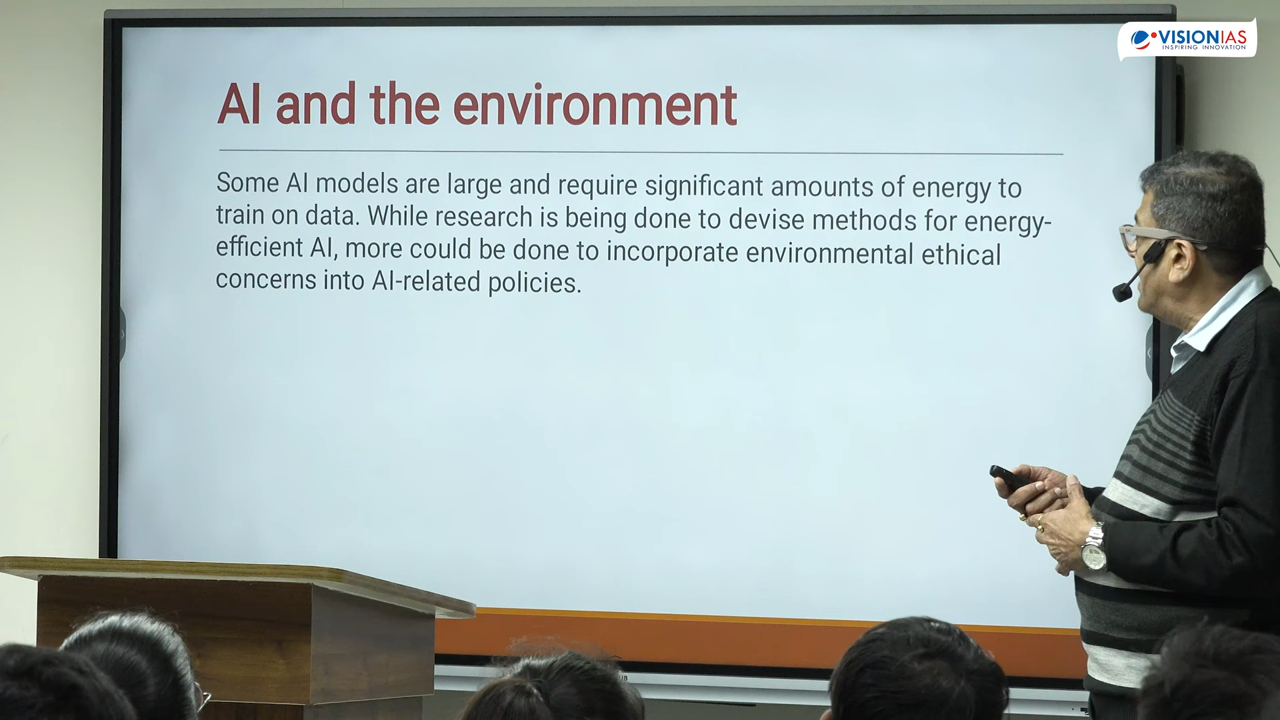 VISIONIAS
INSPIRING INNOVATION
AI and the environment
Some AI models are large and require significant amounts of energy to
train on data. While research is being done to devise methods for energy-
efficient AI, more could be done to incorporate environmental ethical
concerns into AI-related policies.